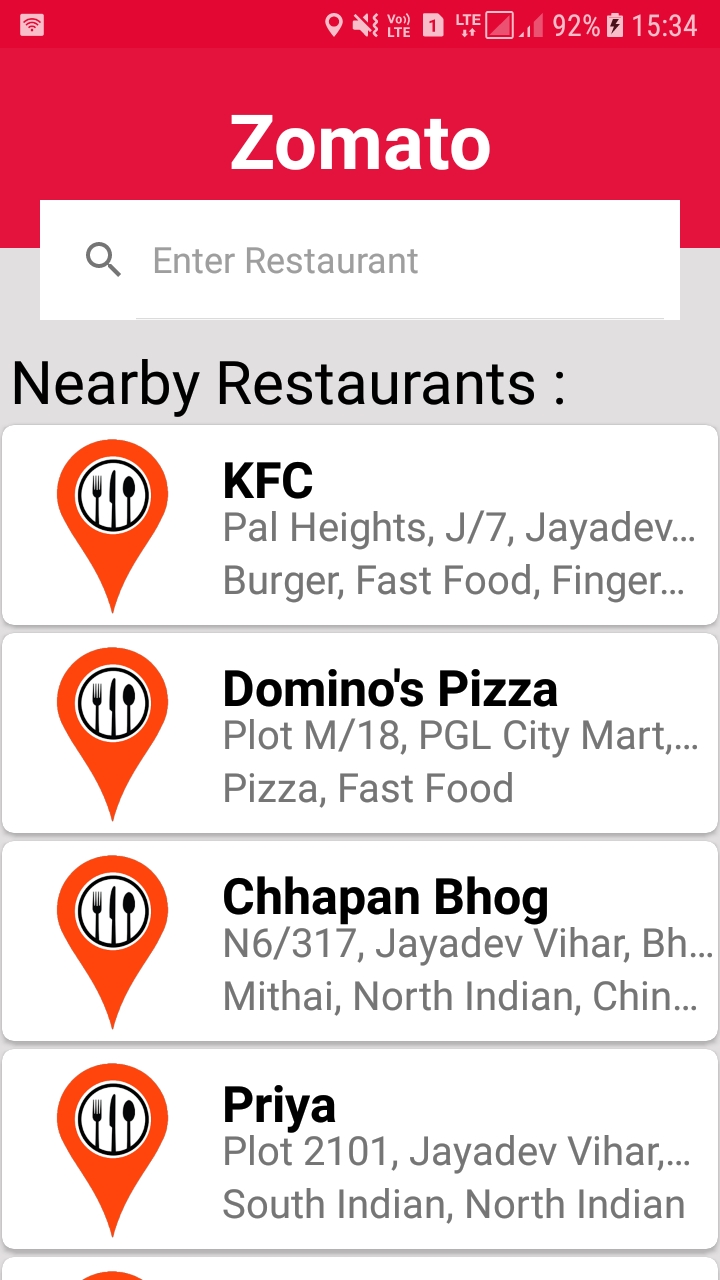 Vo)) LTE 1 LTE 92% 15:34
Zomato
Enter Restaurant
Nearby Restaurants :
KFC
Pal Heights, J/7, Jayadev...
Burger, Fast Food, Finger...
Domino's Pizza
Plot M/18, PGL City Mart,...
Pizza, Fast Food
Chhapan Bhog
N6/317, Jayadev Vihar, Bh...
Mithai, North Indian, Chin...
Priya
Plot 2101, Jayadev Vihar,...
South Indian, North Indian